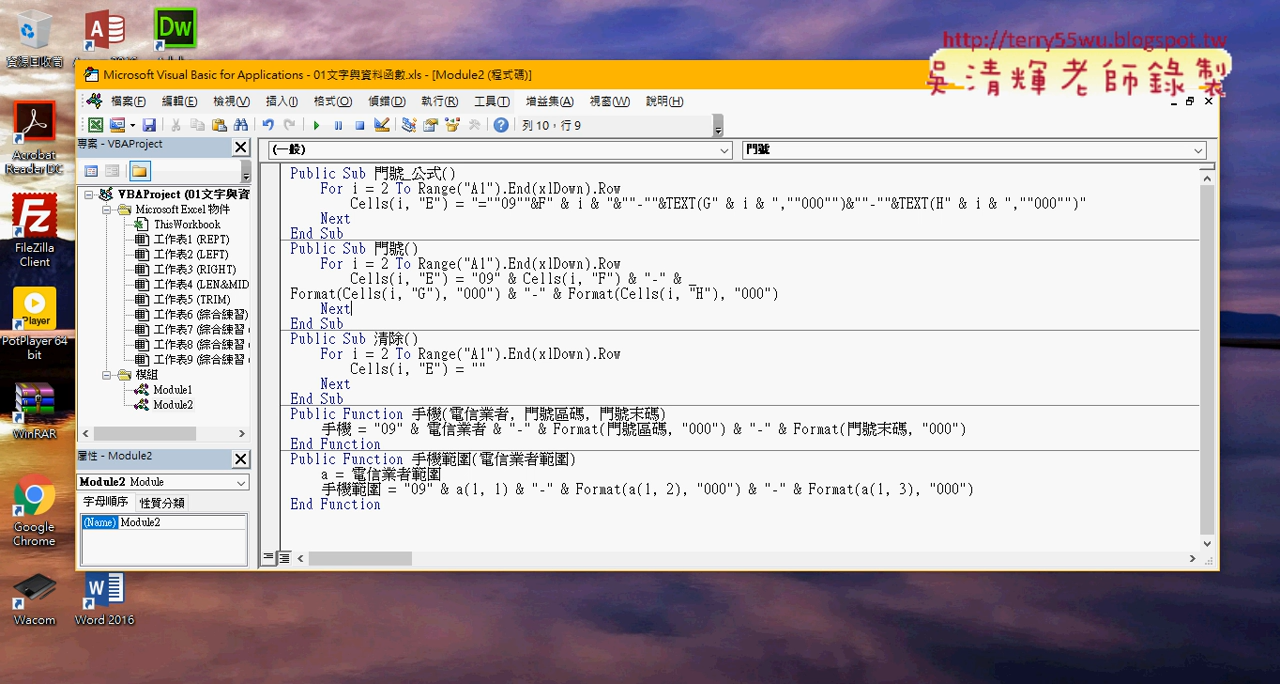 http://terry55wu.blogspot.tw
吳清輝老師錄製
資源回收筒
Acrobat Reader DC
FileZilla Client
Player
PotPlayer 64 bit
WinRAR
Google Chrome
Wacom
Word 2016
Dw
Microsoft Visual Basic for Applications - 01文字與資料函數.xls - [Module2 (程式碼)]
檔案(F) 編輯(E) 檢視(V) 插入(I) 格式(O) 偵錯(D) 執行(R) 工具(T) 增益集(A) 視窗(W) 說明(H)
列 10，行 9
專案 - VBAProject
VBAProject (01文字與資
Microsoft Excel 物件
ThisWorkbook
工作表1 (REPT)
工作表2 (LEFT)
工作表3 (RIGHT)
工作表4 (LEN&MID
工作表5 (TRIM)
工作表6 (綜合練習)
工作表7 (綜合練習
工作表8 (綜合練習
工作表9 (綜合練習
模組
Module1
Module2
屬性 - Module2
Module2 Module
字母順序 性質分類
(Name) Module2
(一般) 門號
Public Sub 門號_公式()
For i = 2 To Range("A1").End(xlDown).Row
Cells(i, "E") = "=""09""&F" & i & "&""-""&TEXT(G" & i & ",""000"")&""-""&TEXT(H" & i & ",""000"")"
Next
End Sub
Public Sub 門號()
For i = 2 To Range("A1").End(xlDown).Row
Cells(i, "E") = "09" & Cells(i, "F") & "-" & _
Format(Cells(i, "G"), "000") & "-" & Format(Cells(i, "H"), "000")
Next
End Sub
Public Sub 清除()
For i = 2 To Range("A1").End(xlDown).Row
Cells(i, "E") = ""
Next
End Sub
Public Function 手機(電信業者, 門號區碼, 門號末碼)
手機 = "09" & 電信業者 & "-" & Format(門號區碼, "000") & "-" & Format(門號末碼, "000")
End Function
Public Function 手機範圍(電信業者範圍)
a = 電信業者範圍
手機範圍 = "09" & a(1, 1) & "-" & Format(a(1, 2), "000") & "-" & Format(a(1, 3), "000")
End Function